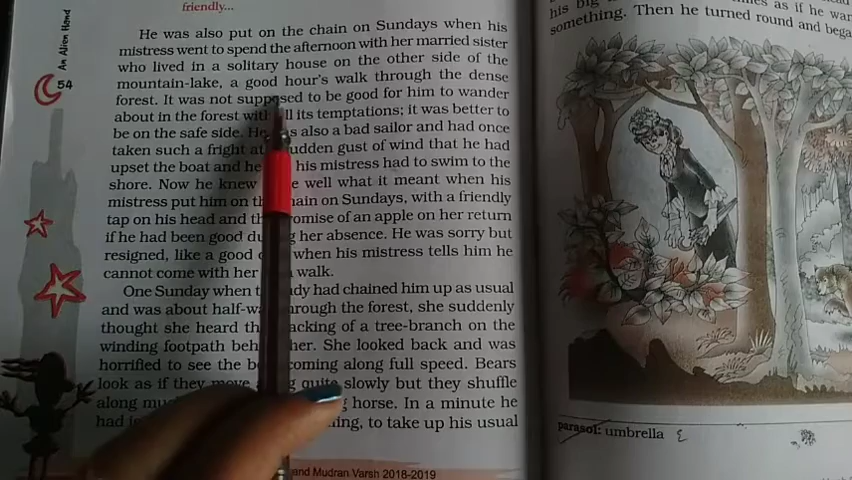 friendly...
He was also put on the chain on Sundays when his
mistress went to spend the afternoon with her married sister
who lived in a solitary house on the other side of the
mountain-lake, a good hour's walk through the dense
forest. It was not supposed to be good for him to wander
about in the forest with all its temptations; it was better to
be on the safe side. He was also a bad sailor and had once
taken such a fright at sudden gust of wind that he had
upset the boat and he his mistress had to swim to the
shore. Now he knew well what it meant when his
mistress put him on the chain on Sundays, with a friendly
tap on his head and the promise of an apple on her return
if he had been good during her absence. He was sorry but
resigned, like a good when his mistress tells him he
cannot come with her walk.
One Sunday when the lady had chained him up as usual
and was about half-way through the forest, she suddenly
thought she heard the cracking of a tree-branch on the
winding footpath behind her. She looked back and was
horrified to see the coming along full speed. Bears
look as if they move along quite slowly but they shuffle
along horse. In a minute he
had to take up his usual
54
An Alien Hand
and Mudran Varsh 2018-2019
his big as if he
something. Then he turned round and
parasol: umbrella